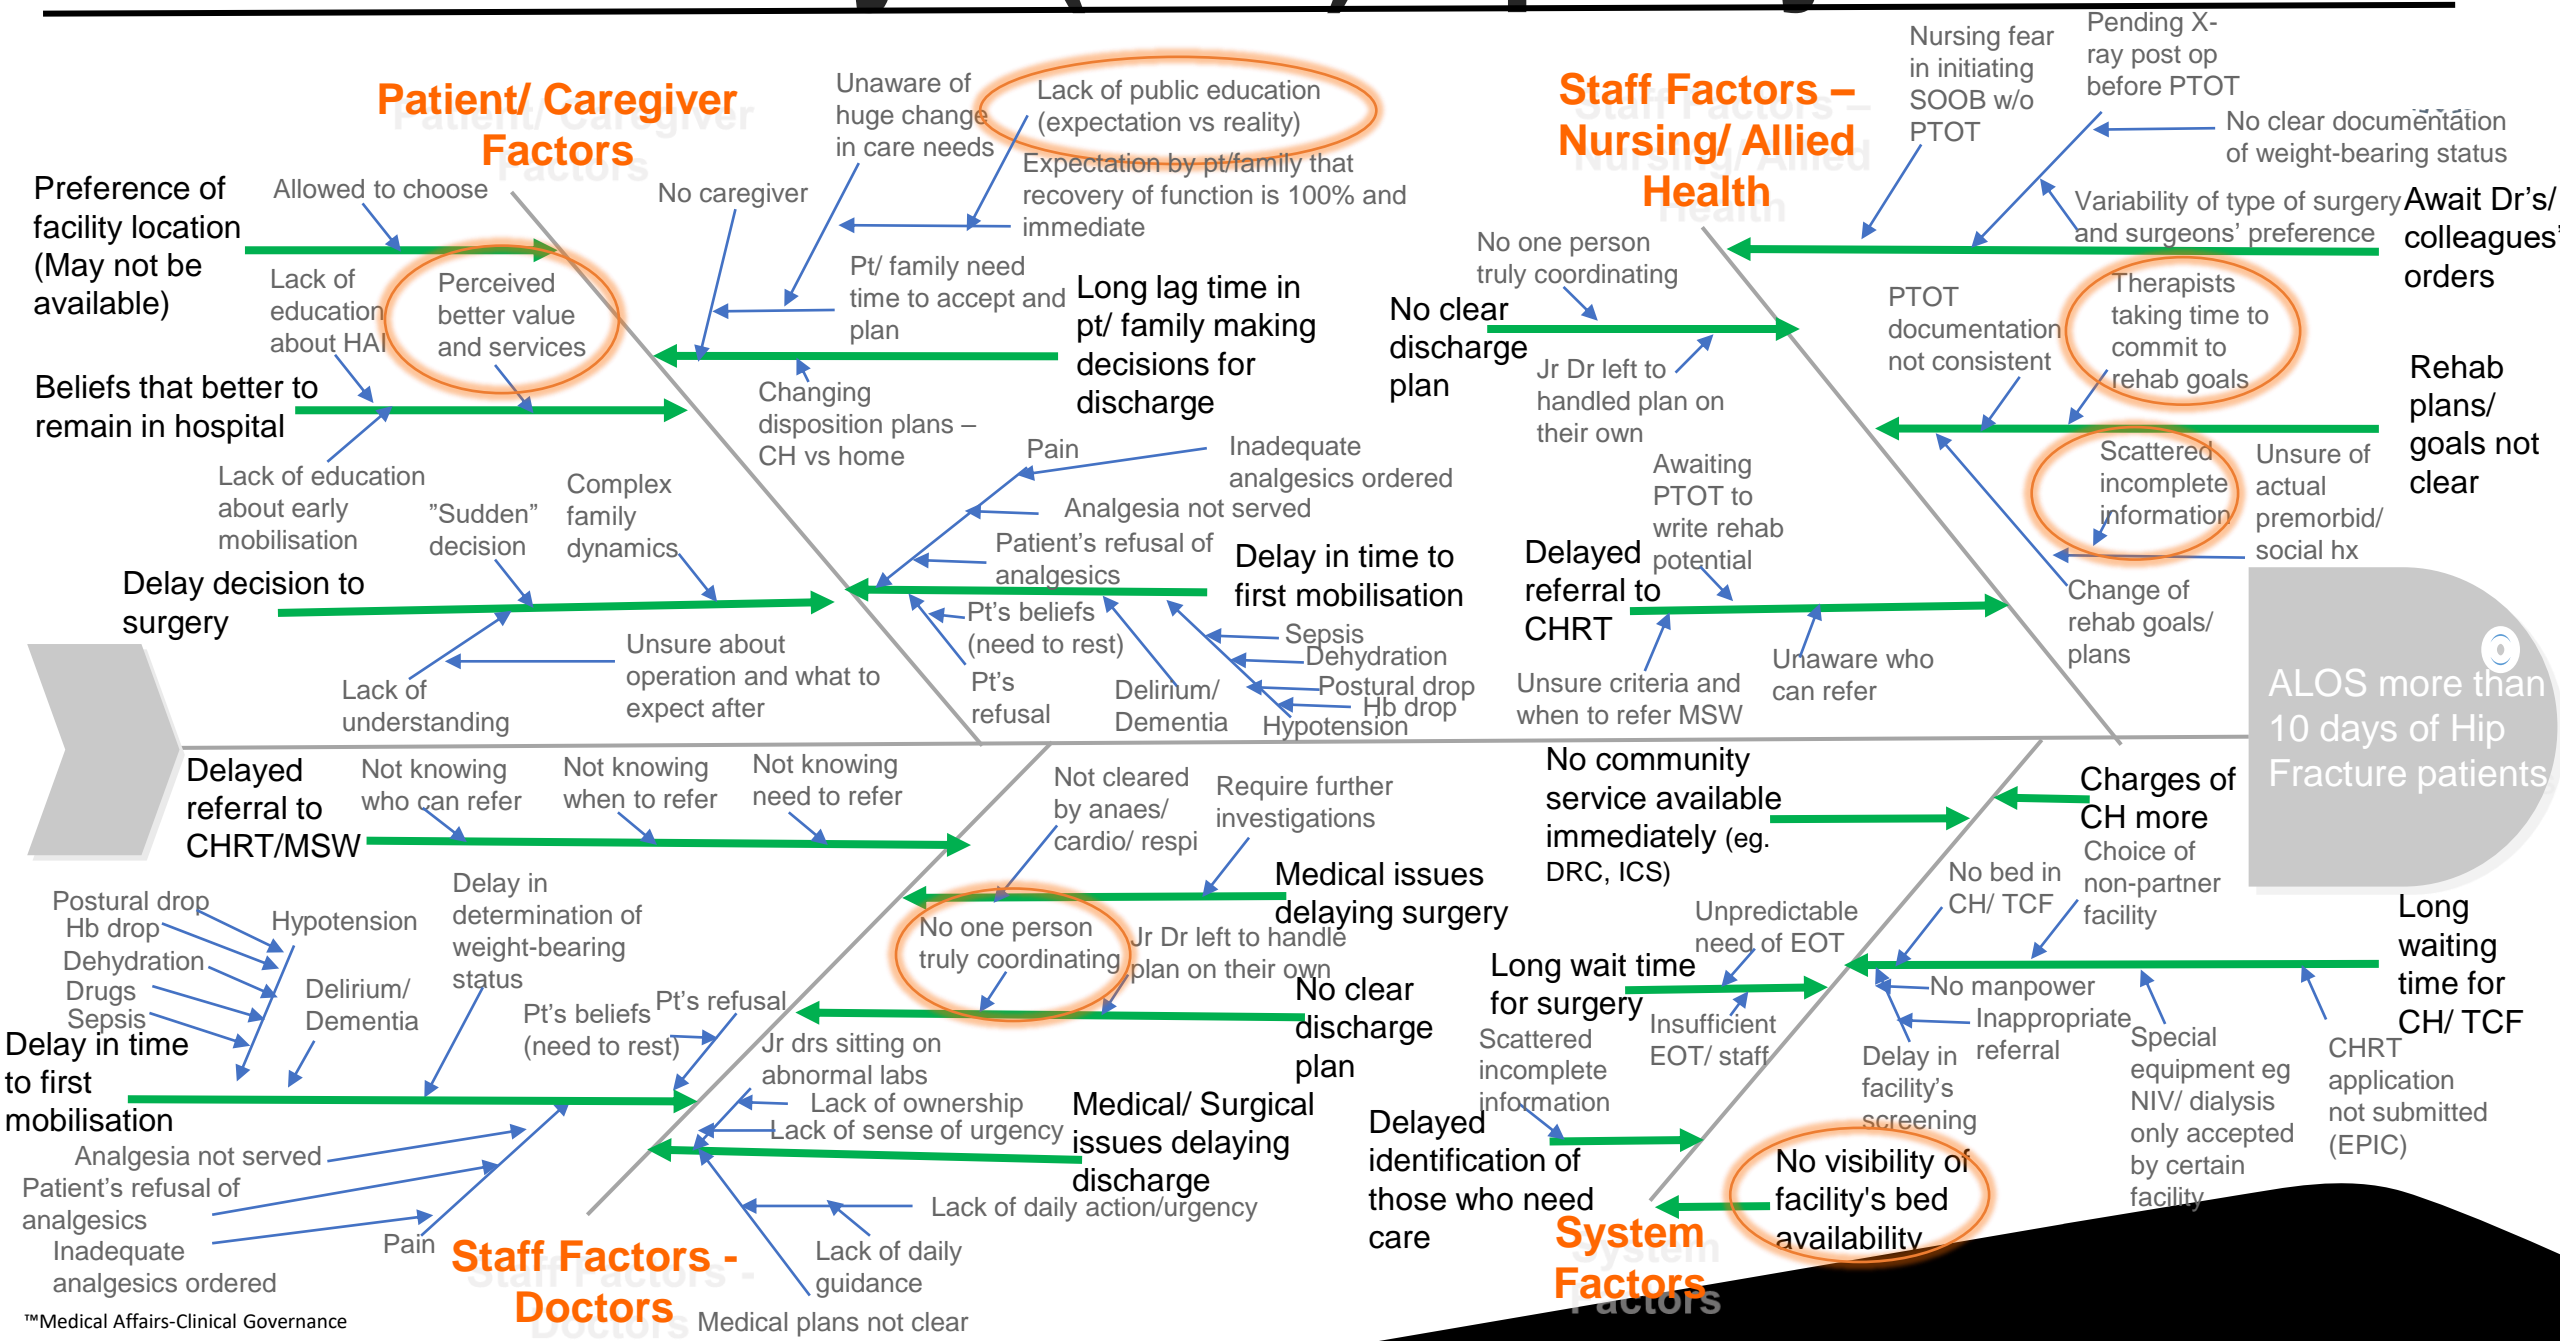 Patient/ Caregiver
Factors
Preference of
facility location
(May not be
available)
Allowed to choose
Lack of
education
about HAI
Perceived
better value
and services
Beliefs that better to
remain in hospital
Lack of education
about early
mobilisation
”Sudden”
decision
Complex
family
dynamics
Delay decision to
surgery
Lack of
understanding
Unsure about
operation and what to
expect after
No caregiver
Unaware of
huge change
in care needs
Lack of public education
(expectation vs reality)
Expectation by pt/family that
recovery of function is 100% and
immediate
Pt/ family need
time to accept and
plan
Long lag time in
pt/ family making
decisions for
discharge
Changing
disposition plans –
CH vs home
Pain
Inadequate
analgesics ordered
Analgesia not served
Patient’s refusal of
analgesics
Delay in time to
first mobilisation
Pt’s beliefs
(need to rest)
Pt’s
refusal
Delirium/
Dementia
Sepsis
Dehydration
Postural drop
Hb drop
Hypotension
Staff Factors –
Nursing/ Allied
Health
Nursing fear
in initiating
SOOB w/o
PTOT
Pending X-
ray post op
before PTOT
No clear documentation
of weight-bearing status
Variability of type of surgery
and surgeons’ preference
Await Dr’s/
colleagues’
orders
No one person
truly coordinating
No clear
discharge
plan
Jr Dr left to
handled plan on
their own
PTOT
documentation
not consistent
Therapists
taking time to
commit to
rehab goals
Rehab
plans/
goals not
clear
Scattered
incomplete
information
Unsure of
actual
premorbid/
social hx
Change of
rehab goals/
plans
Awaiting
PTOT to
write rehab
potential
Delayed
referral to
CHRT
Unsure criteria and
when to refer MSW
Unaware who
can refer
ALOS more than
10 days of Hip
Fracture patients
Delayed
referral to
CHRT/MSW
Not knowing
who can refer
Not knowing
when to refer
Not knowing
need to refer
Not cleared
by anaes/
cardio/ respi
Require further
investigations
Medical issues
delaying surgery
Postural drop
Hb drop
Dehydration
Drugs
Sepsis
Hypotension
Delirium/
Dementia
Delay in
determination of
weight-bearing
status
Pt’s beliefs
(need to rest)
Pt’s refusal
Delay in time
to first
mobilisation
Analgesia not served
Patient’s refusal of
analgesics
Inadequate
analgesics ordered
Pain
No one person
truly coordinating
Jr Dr left to handle
plan on their own
No clear
discharge
plan
Jr drs sitting on
abnormal labs
Lack of ownership
Lack of sense of urgency
Medical/ Surgical
issues delaying
discharge
Lack of daily action/urgency
Lack of daily
guidance
Medical plans not clear
Staff Factors -
Doctors
No community
service available
immediately (eg.
DRC, ICS)
Charges of
CH more
Choice of
non-partner
facility
No bed in
CH/ TCF
Unpredictable
need of EOT
Long wait time
for surgery
Insufficient
EOT/ staff
Long
waiting
time for
CH/ TCF
No manpower
Inappropriate
referral
Delay in
facility’s
screening
Special
equipment eg
NIV/ dialysis
only accepted
by certain
facility
CHRT
application
not submitted
(EPIC)
Scattered
incomplete
information
Delayed
identification of
those who need
care
No visibility of
facility's bed
availability
System
Factors
™Medical Affairs-Clinical Governance